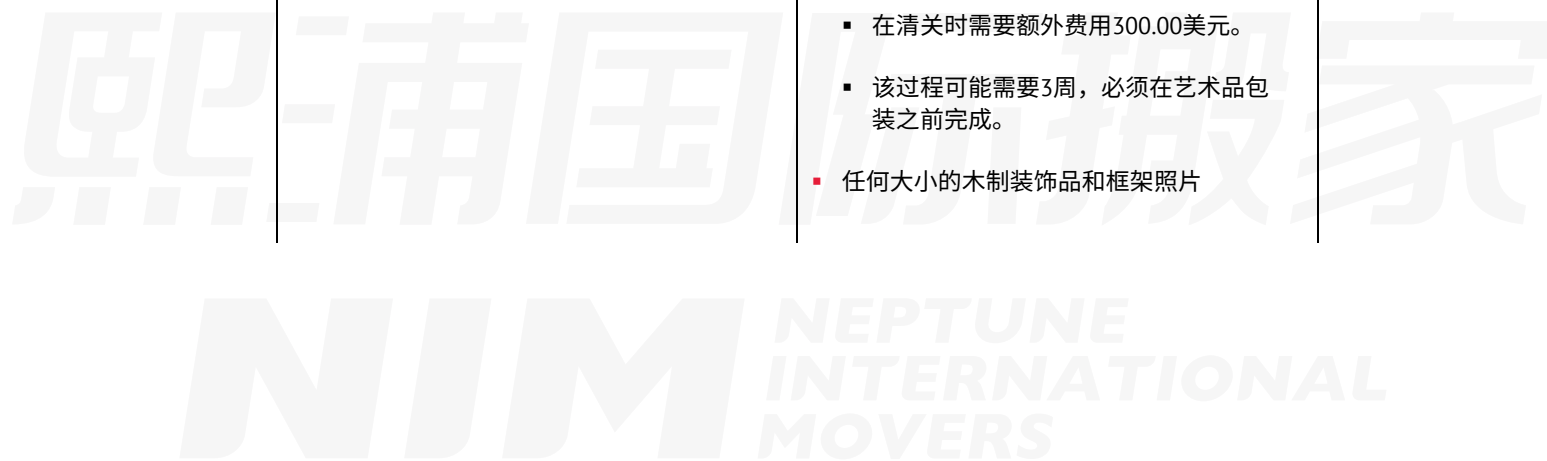 ▪ 在清关时需要额外费用300.00美元。
▪ 该过程可能需要3周，必须在艺术品包
装之前完成。
▪ 任何大小的木制装饰品和框架照片
熙浦国际搬家
NIM
NEPTUNE
INTERNATIONAL
MOVERS